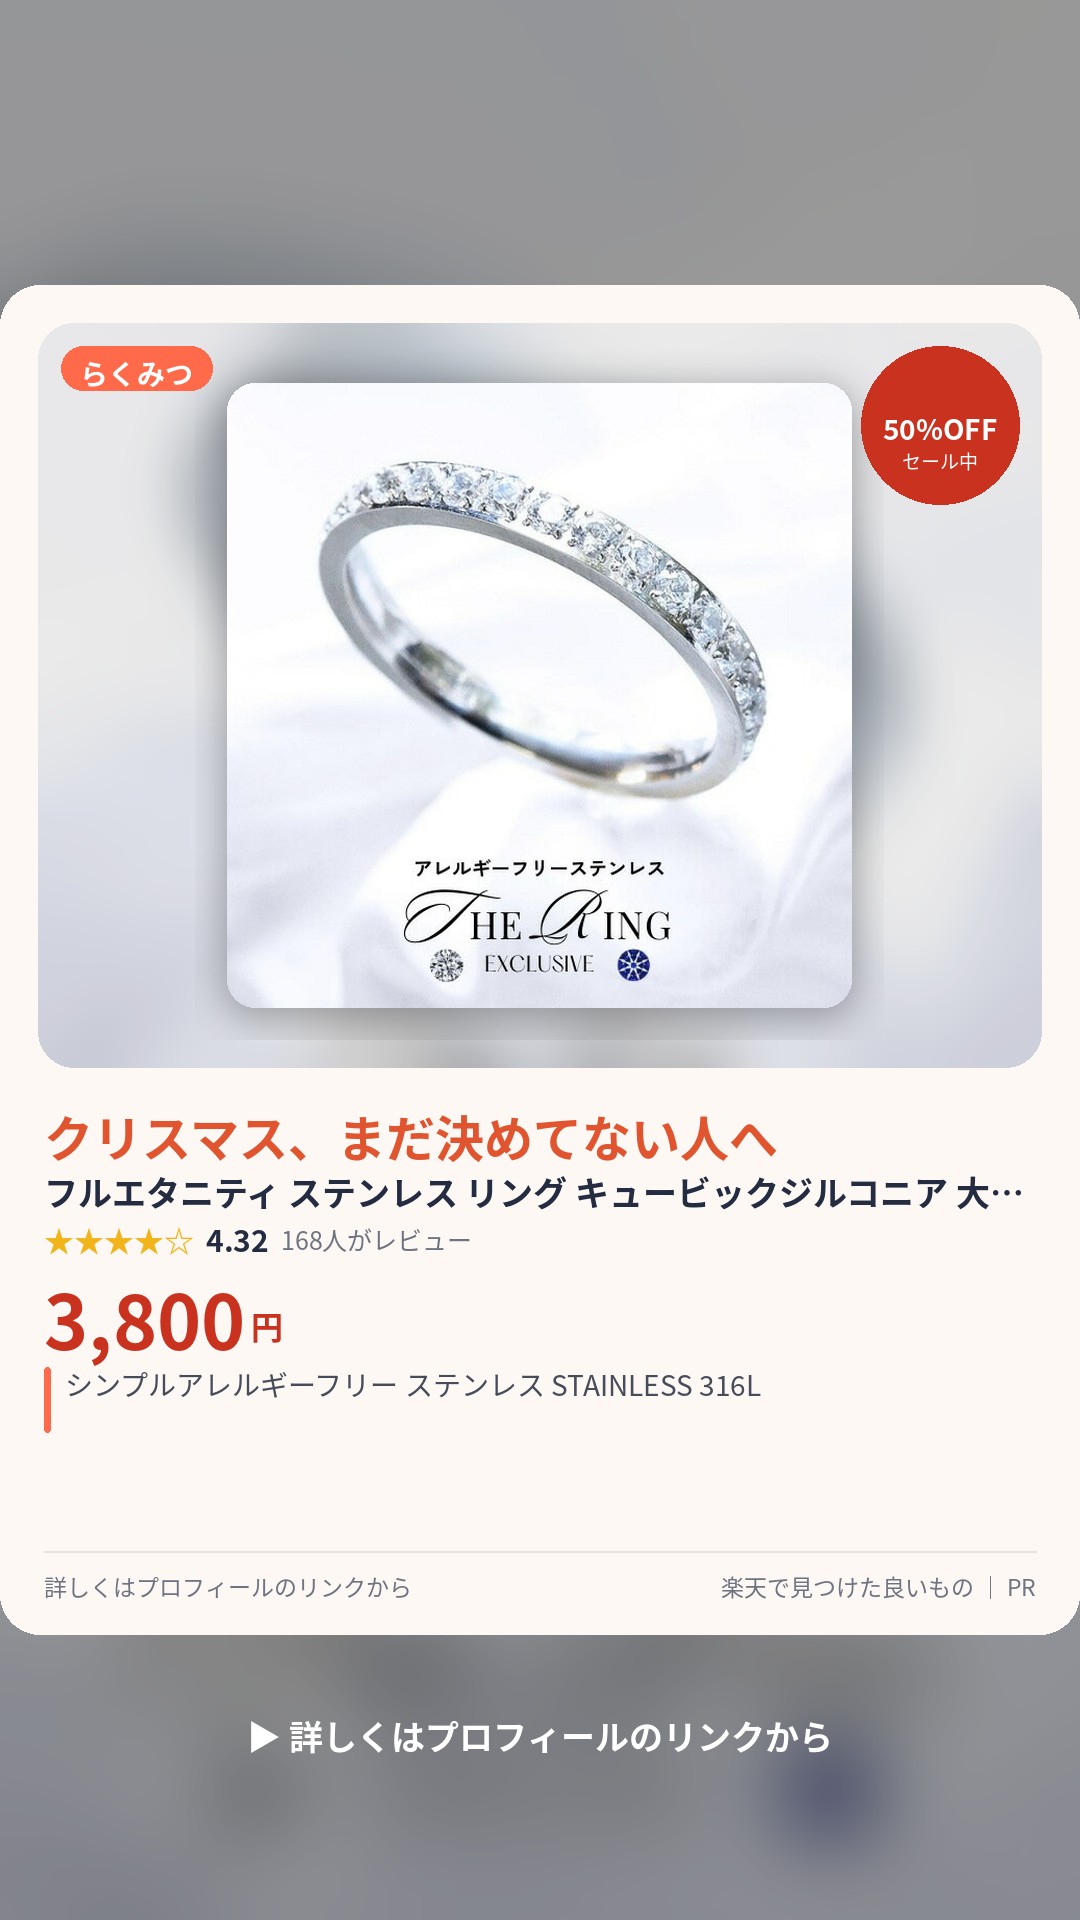 らくみつ
50%OFF
セール中
アレルギーフリーステンレス
THE RING
EXCLUSIVE
クリスマス、まだ決めてない人へ
フルエタニティ ステンレス リング キュービックジルコニア 大…
★★★★☆ 4.32 168人がレビュー
3,800円
シンプルアレルギーフリー ステンレス STAINLESS 316L
詳しくはプロフィールのリンクから
楽天で見つけた良いもの | PR
▶ 詳しくはプロフィールのリンクから